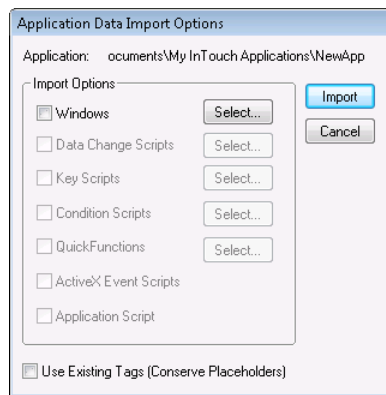 Application Data Import Options
Application: ocuments\My InTouch Applications\NewApp
Import Options
Import
Windows Select...
Cancel
Data Change Scripts Select...
Key Scripts Select...
Condition Scripts Select...
QuickFunctions Select...
ActiveX Event Scripts
Application Script
Use Existing Tags (Conserve Placeholders)